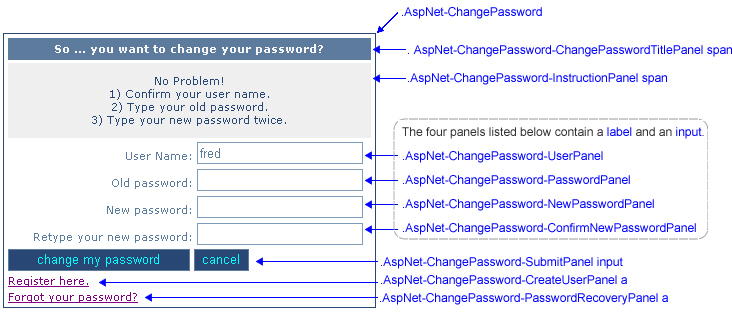 .AspNet-ChangePassword
So ... you want to change your password?
. AspNet-ChangePassword-ChangePasswordTitlePanel span
No Problem!
1) Confirm your user name.
2) Type your old password.
3) Type your new password twice.
.AspNet-ChangePassword-InstructionPanel span
The four panels listed below contain a label and an input.
User Name: fred
.AspNet-ChangePassword-UserPanel
Old password:
.AspNet-ChangePassword-PasswordPanel
New password:
.AspNet-ChangePassword-NewPasswordPanel
Retype your new password:
.AspNet-ChangePassword-ConfirmNewPasswordPanel
change my password cancel
.AspNet-ChangePassword-SubmitPanel input
Register here.
.AspNet-ChangePassword-CreateUserPanel a
Forgot your password?
.AspNet-ChangePassword-PasswordRecoveryPanel a